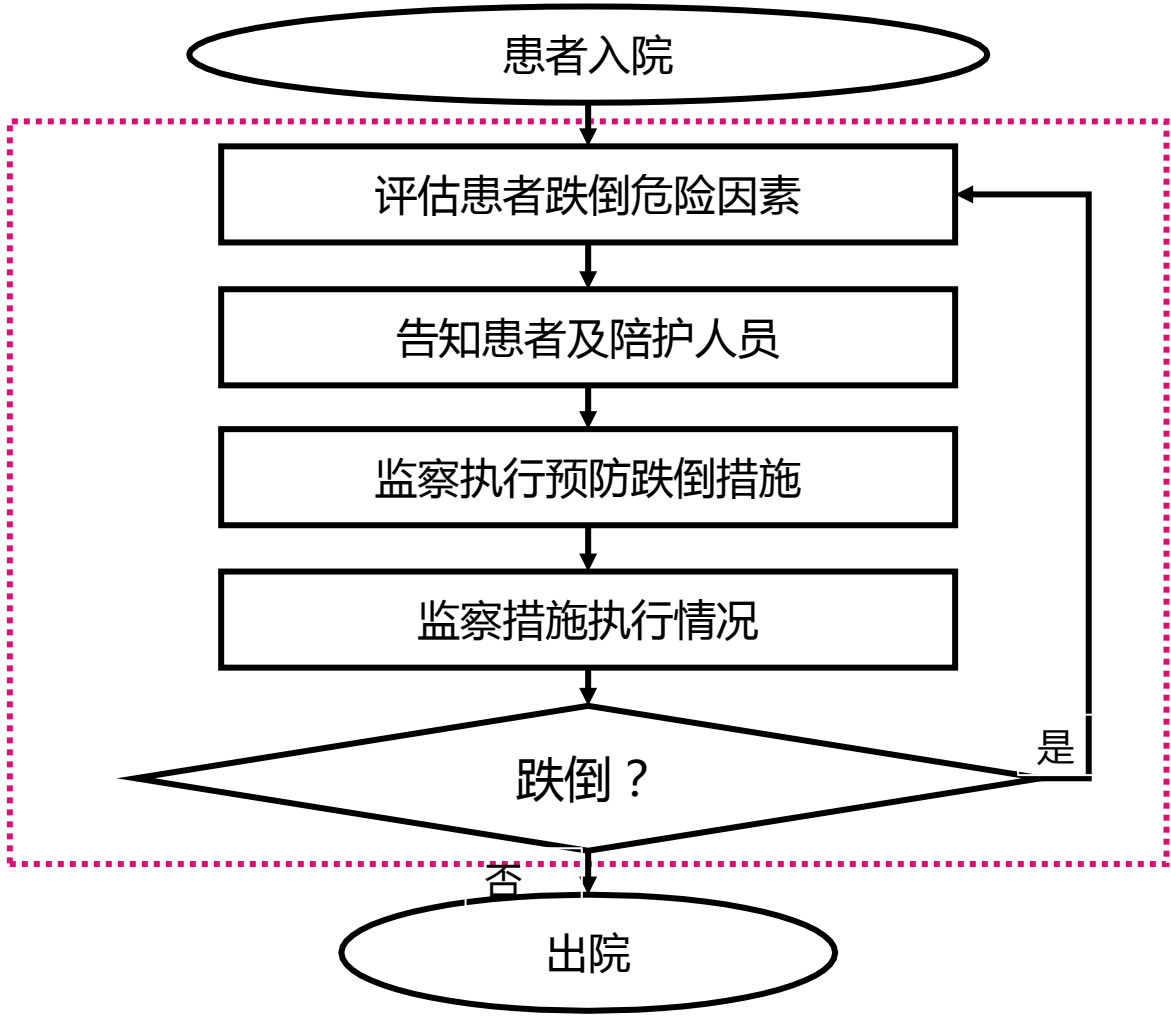 患者入院
评估患者跌倒危险因素
告知患者及陪护人员
监察执行预防跌倒措施
监察措施执行情况
跌倒？
是
否
出院